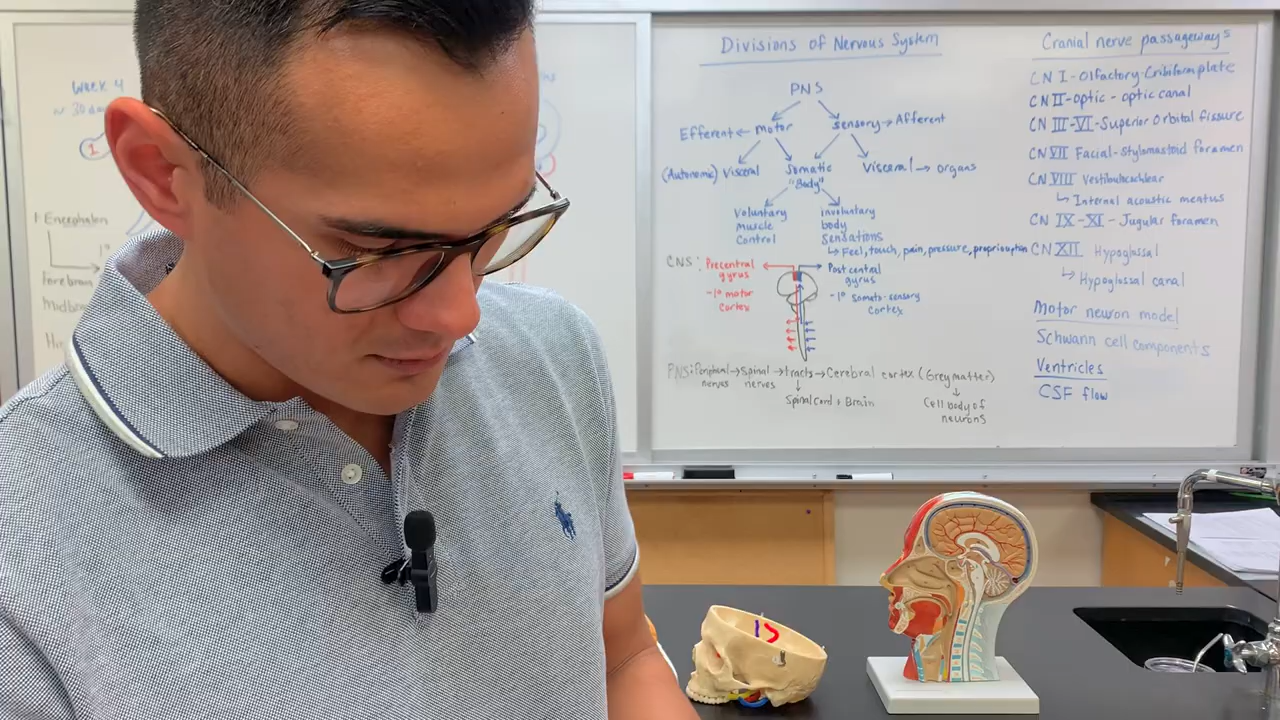 Week 4
1
1° Encephalon
1°
Forebrain
Divisions of Nervous System
PNS
Efferent ← Motor
Sensory → Afferent
(Autonomic) Visceral
Somatic
"Body"
Visceral → organs
Voluntary
muscle
control
involuntary
body
sensations
↳ Feel, touch, pain, pressure, proprioception
CNS:
Precentral
gyrus
-1° motor
cortex
Post central
gyrus
-1° Somato-sensory
cortex
PNS: Peripheral → Spinal → tracts → Cerebral cortex (Grey matter)
nerves nerves
Spinal Cord + Brain
Cell body of
neurons
Cranial nerve passageways
CN I - Olfactory - Cribiform plate
CN II - optic - optic canal
CN III-VI - Superior Orbital fissure
CN VII Facial - Stylomastoid foramen
CN VIII Vestibulocochlear
↳ Internal acoustic meatus
CN IX - XI - Jugular foramen
CN XII Hypoglossal
↳ Hypoglossal canal
Motor neuron model
Schwann cell components
Ventricles
CSF flow